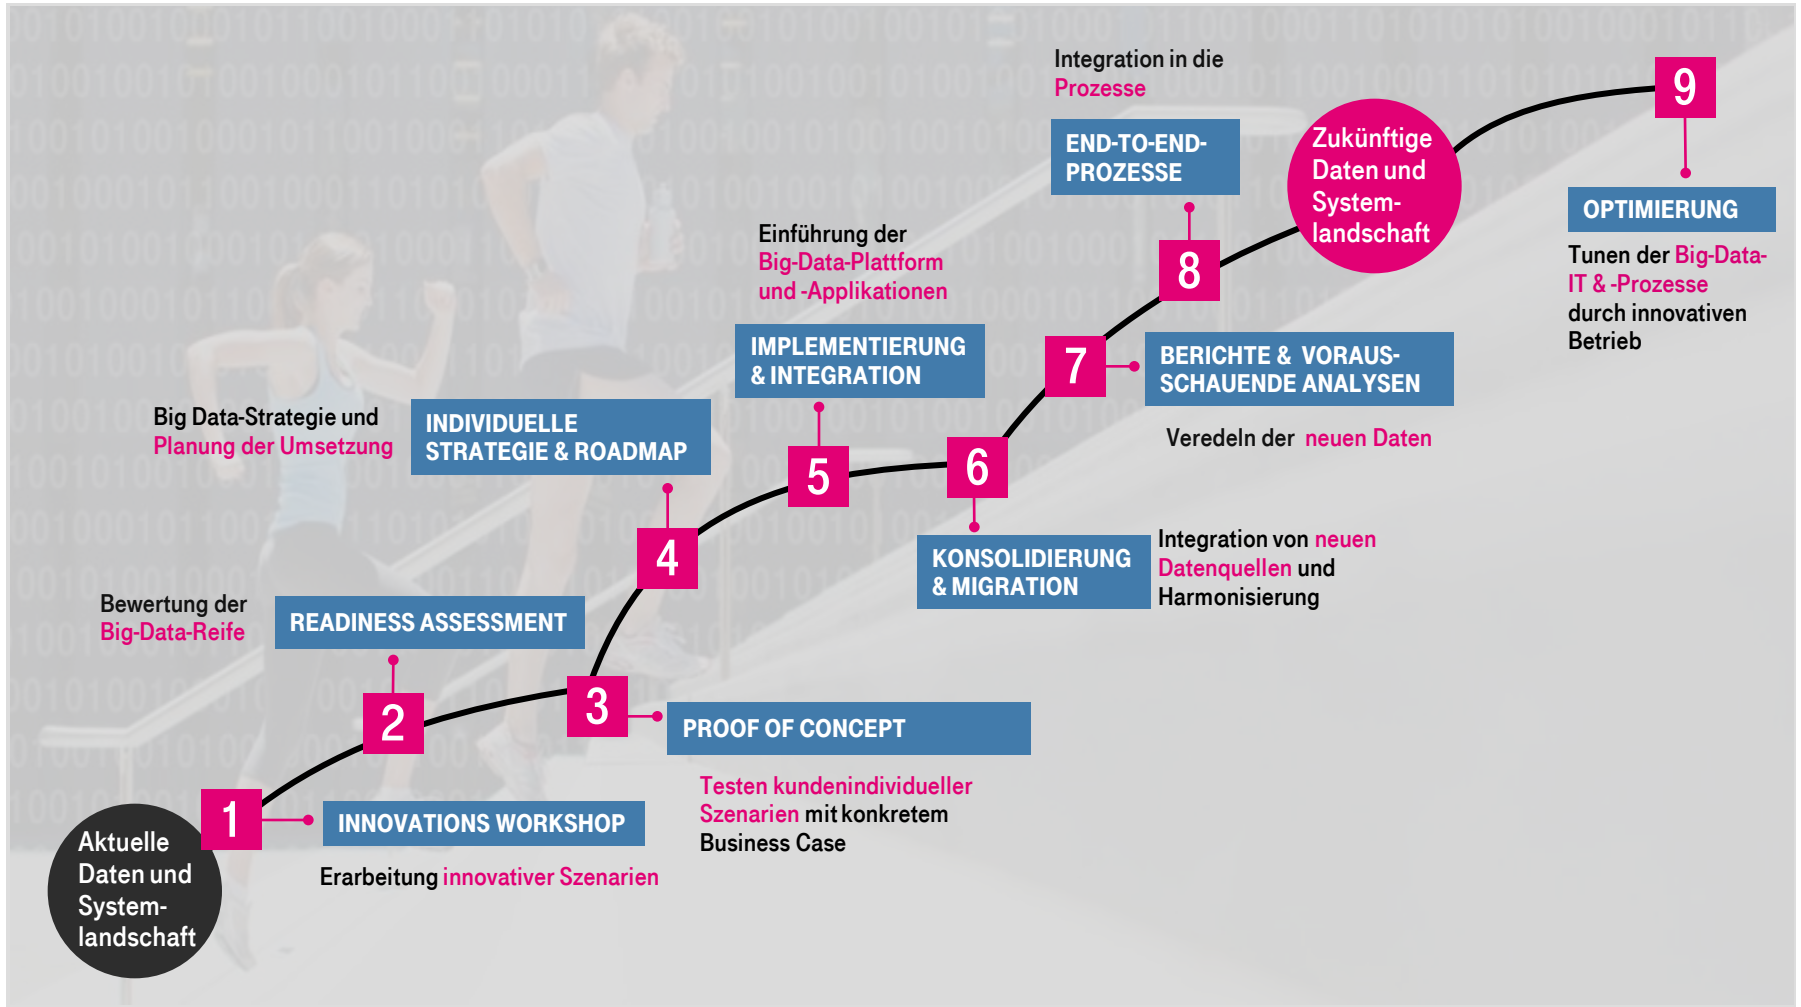 Aktuelle
Daten und
System-
landschaft
1
INNOVATIONS WORKSHOP
Erarbeitung innovativer Szenarien
2
READINESS ASSESSMENT
Bewertung der
Big-Data-Reife
3
PROOF OF CONCEPT
Testen kundenindividueller
Szenarien mit konkretem
Business Case
4
INDIVIDUELLE
STRATEGIE & ROADMAP
Big Data-Strategie und
Planung der Umsetzung
5
IMPLEMENTIERUNG
& INTEGRATION
Einführung der
Big-Data-Plattform
und -Applikationen
6
KONSOLIDIERUNG
& MIGRATION
Integration von neuen
Datenquellen und
Harmonisierung
7
BERICHTE & VORAUS-
SCHAUENDE ANALYSEN
Veredeln der neuen Daten
8
END-TO-END-
PROZESSE
Integration in die
Prozesse
Zukünftige
Daten und
System-
landschaft
9
OPTIMIERUNG
Tunen der Big-Data-
IT & -Prozesse
durch innovativen
Betrieb